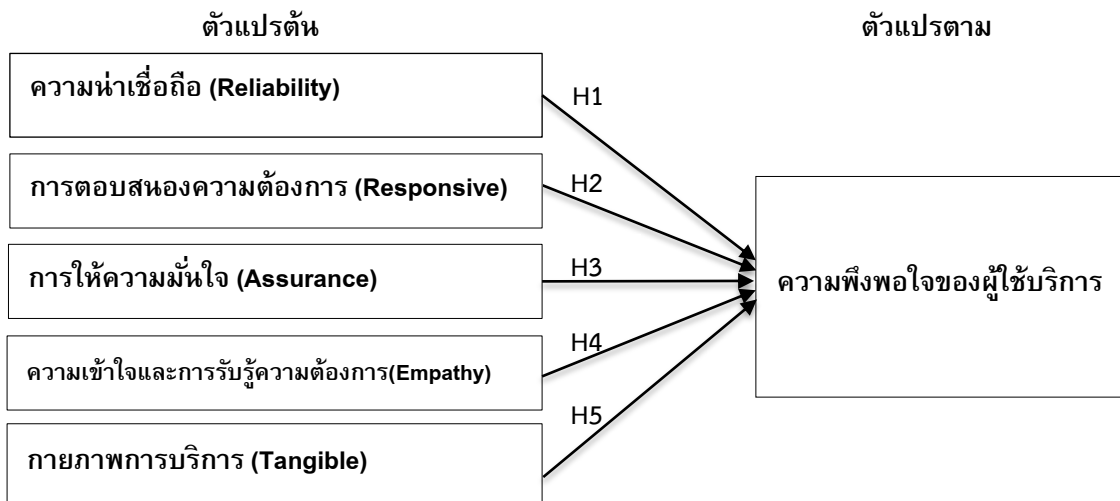 ตัวแปรต้น
ตัวแปรตาม
ความน่าเชื่อถือ (Reliability)
H1
การตอบสนองความต้องการ (Responsive)
H2
การให้ความมั่นใจ (Assurance)
H3
ความพึงพอใจของผู้ใช้บริการ
ความเข้าใจและการรับรู้ความต้องการ(Empathy)
H4
กายภาพการบริการ (Tangible)
H5